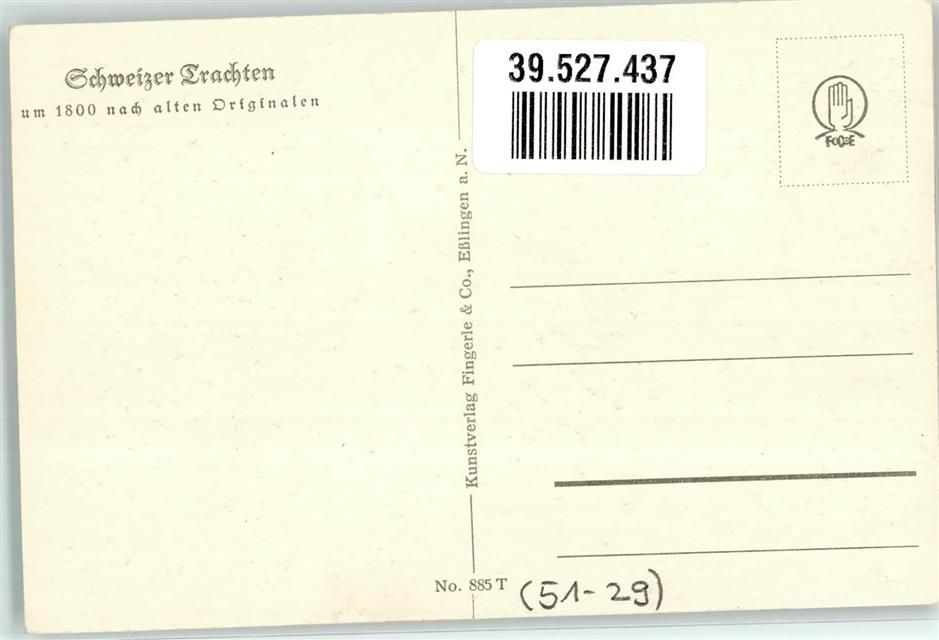 Schweizer Trachten
um 1800 nach alten Originalen
39.527.437
FOCOE
Kunstverlag Fingerle & Co., Eßlingen a. N.
No. 885 T
(51-29)